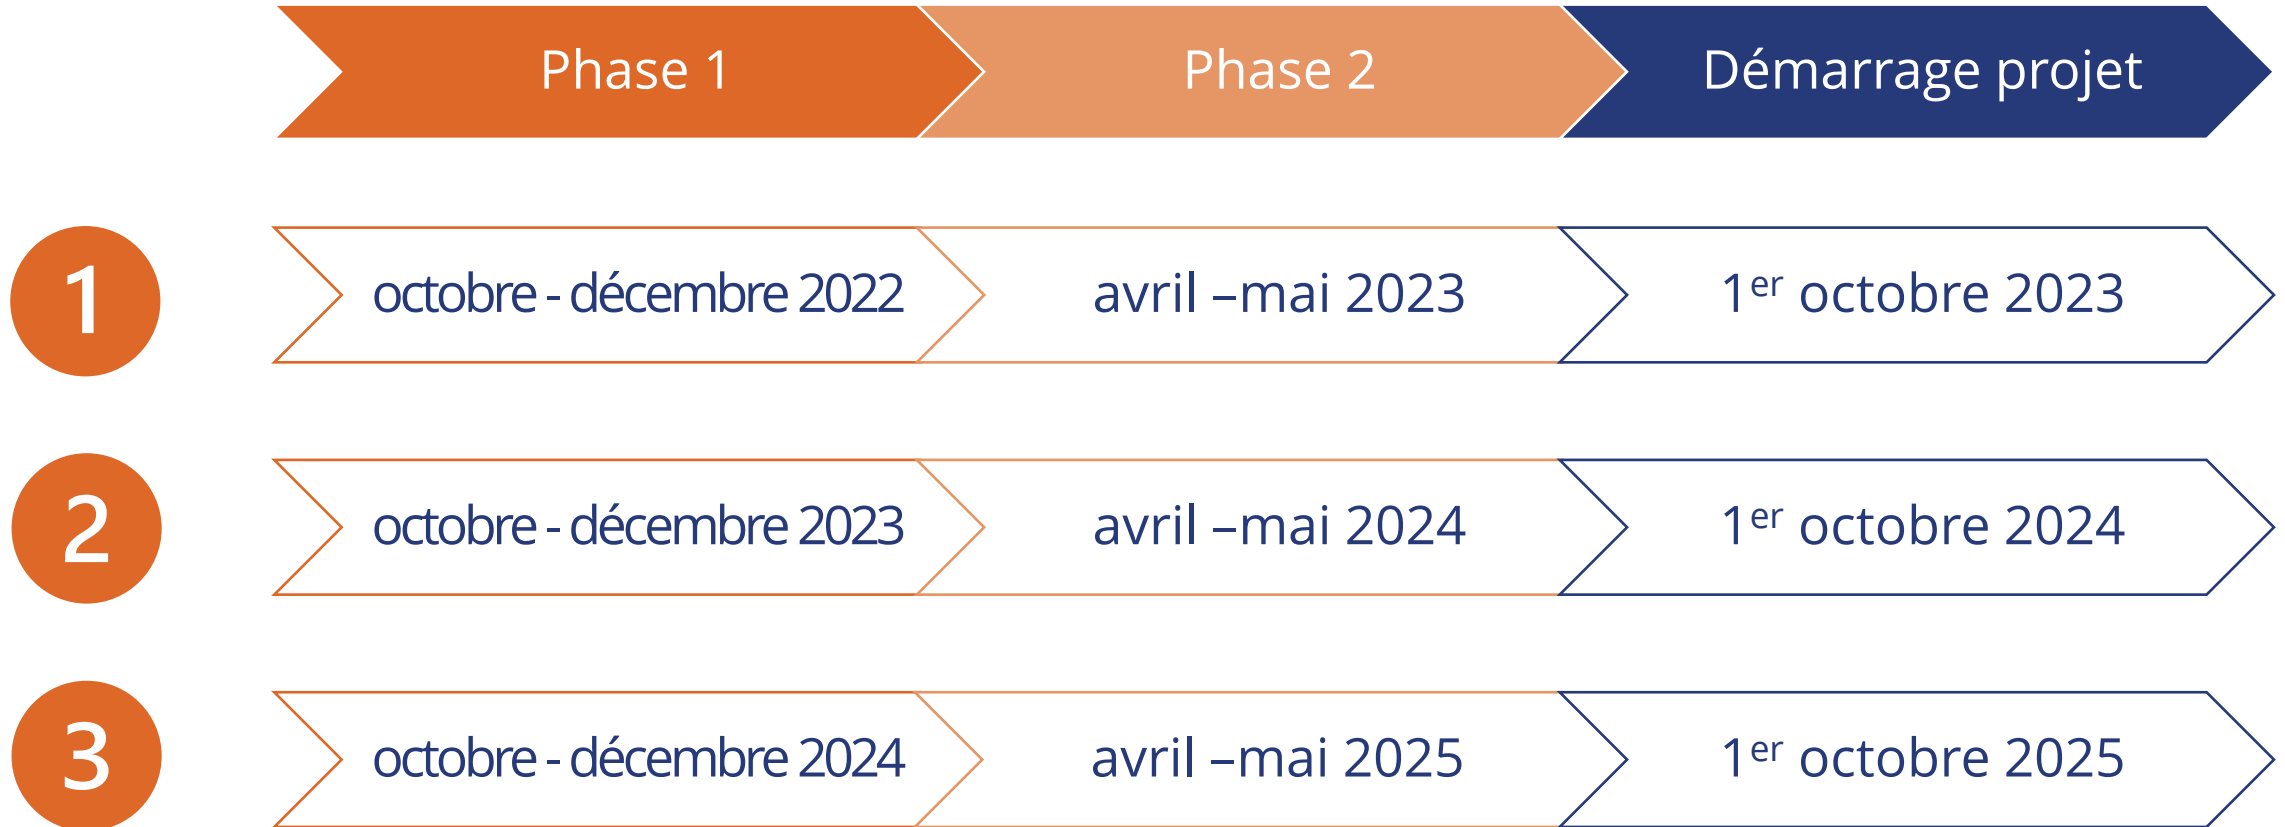 Phase 1 Phase 2 Démarrage projet
1 octobre - décembre 2022 avril –mai 2023 1er octobre 2023
2 octobre - décembre 2023 avril –mai 2024 1er octobre 2024
3 octobre - décembre 2024 avril –mai 2025 1er octobre 2025